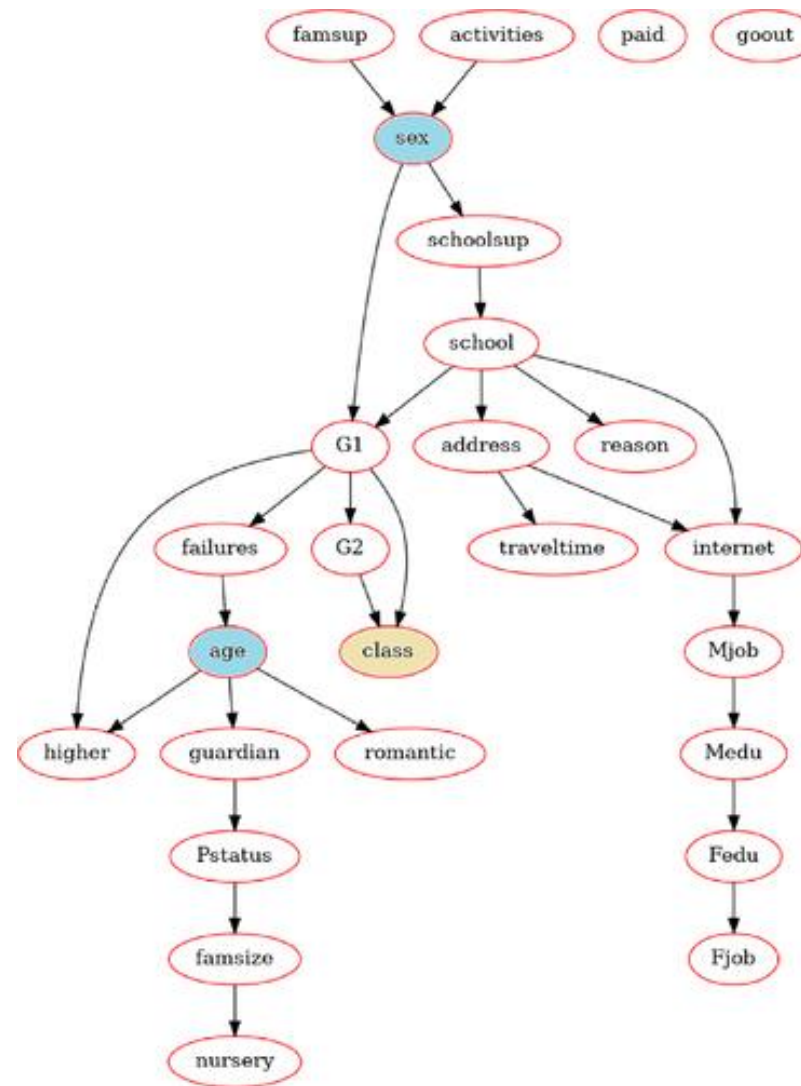 famsup activities paid goout
sex
schoolsup
school
G1 address reason
failures G2 traveltime internet
age class Mjob
higher guardian romantic Medu
Pstatus Fedu
famsize Fjob
nursery